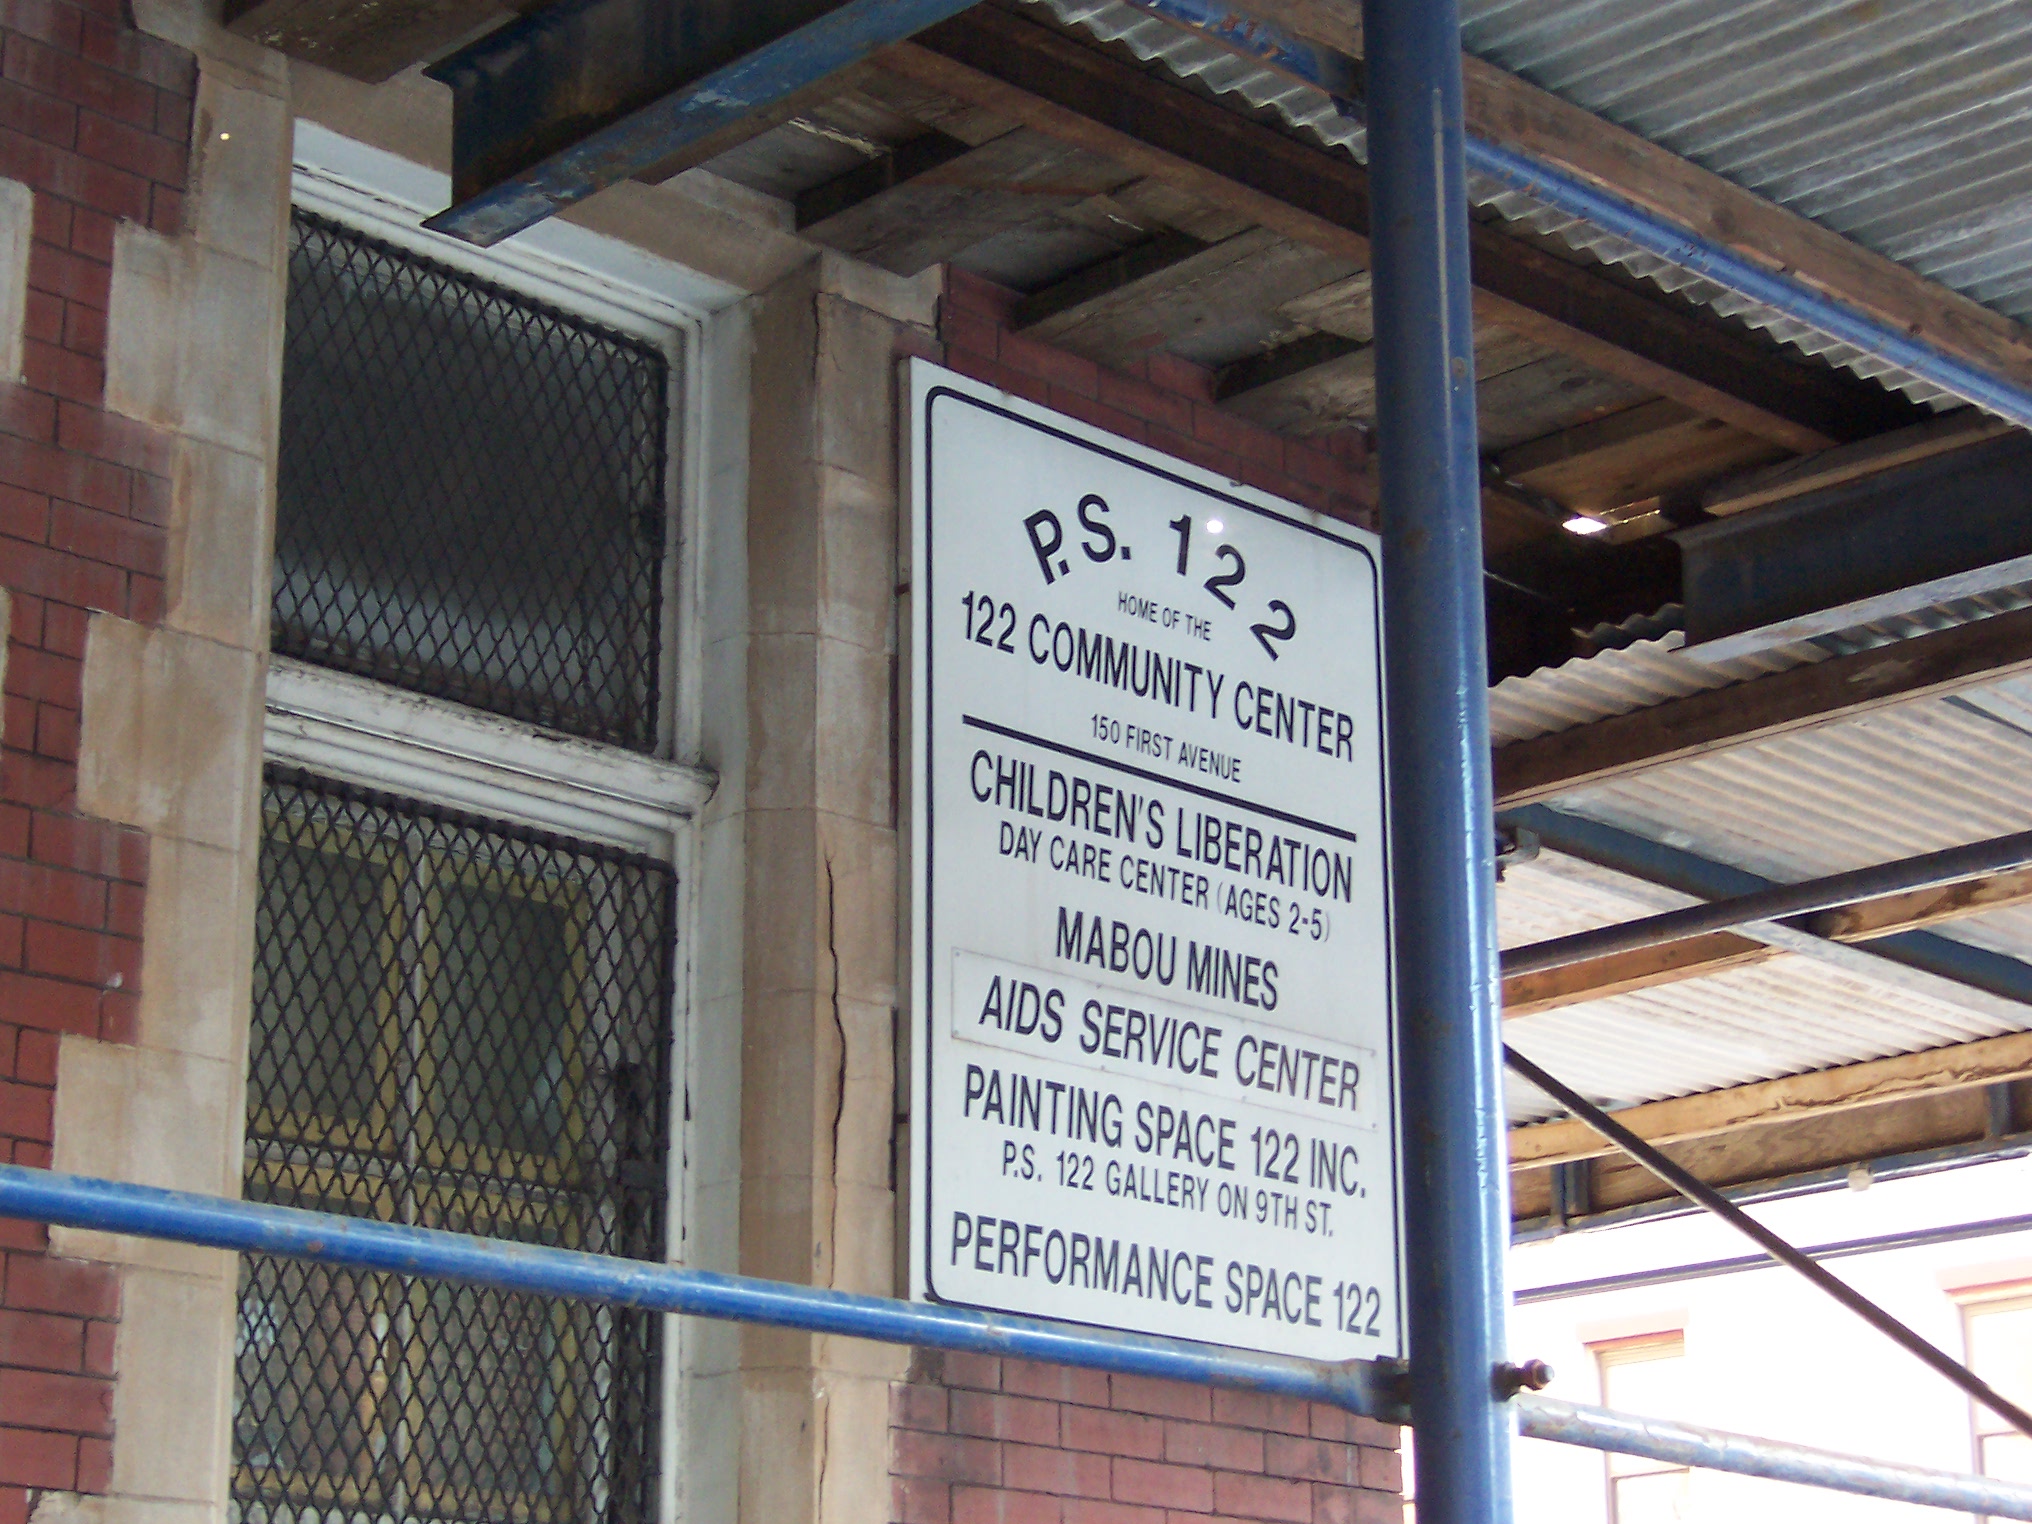 P.S. 122
HOME OF THE
122 COMMUNITY CENTER
150 FIRST AVENUE
CHILDREN'S LIBERATION
DAY CARE CENTER (AGES 2-5)
MABOU MINES
AIDS SERVICE CENTER
PAINTING SPACE 122 INC.
P.S. 122 GALLERY ON 9TH ST.
PERFORMANCE SPACE 122